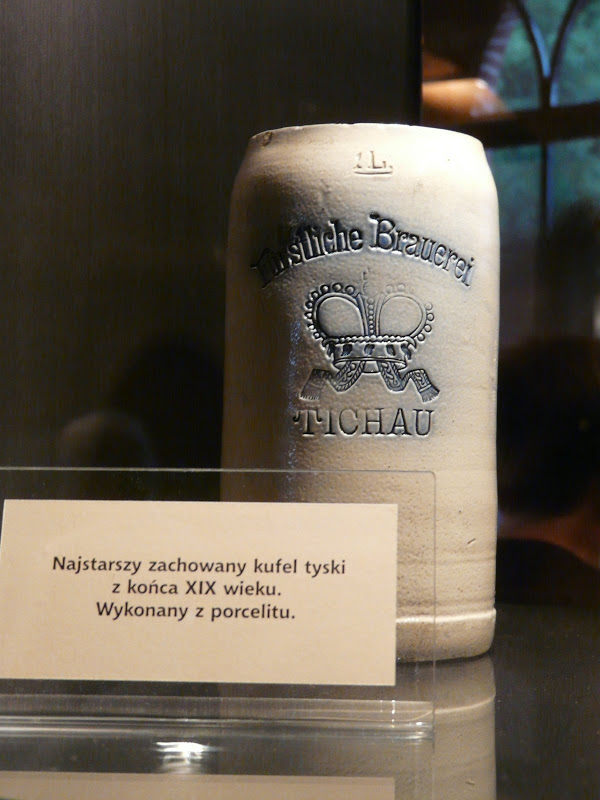 1.L.
Fürstliche Brauerei
TICHAU
Najstarszy zachowany kufel tyski
z końca XIX wieku.
Wykonany z porcelitu.